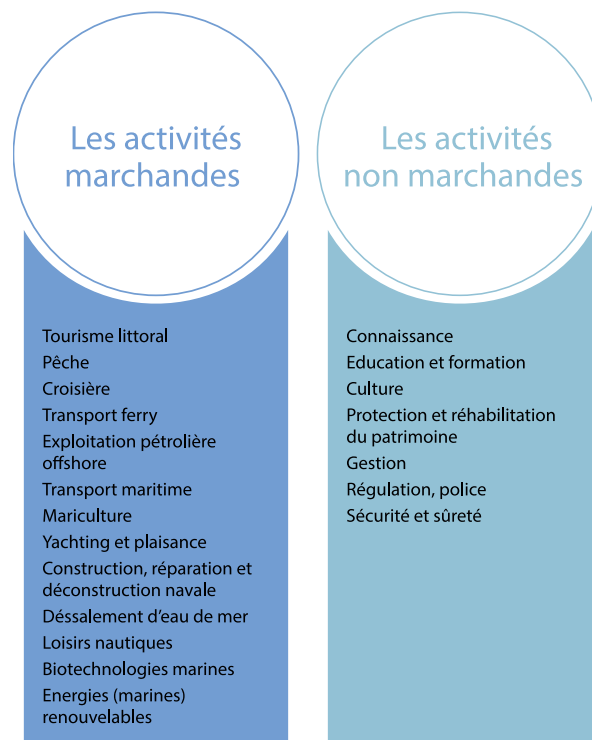 Les activités
marchandes
Tourisme littoral
Pêche
Croisière
Transport ferry
Exploitation pétrolière
offshore
Transport maritime
Mariculture
Yachting et plaisance
Construction, réparation et
déconstruction navale
Déssalement d'eau de mer
Loisirs nautiques
Biotechnologies marines
Energies (marines)
renouvelables
Les activités
non marchandes
Connaissance
Education et formation
Culture
Protection et réhabilitation
du patrimoine
Gestion
Régulation, police
Sécurité et sûreté